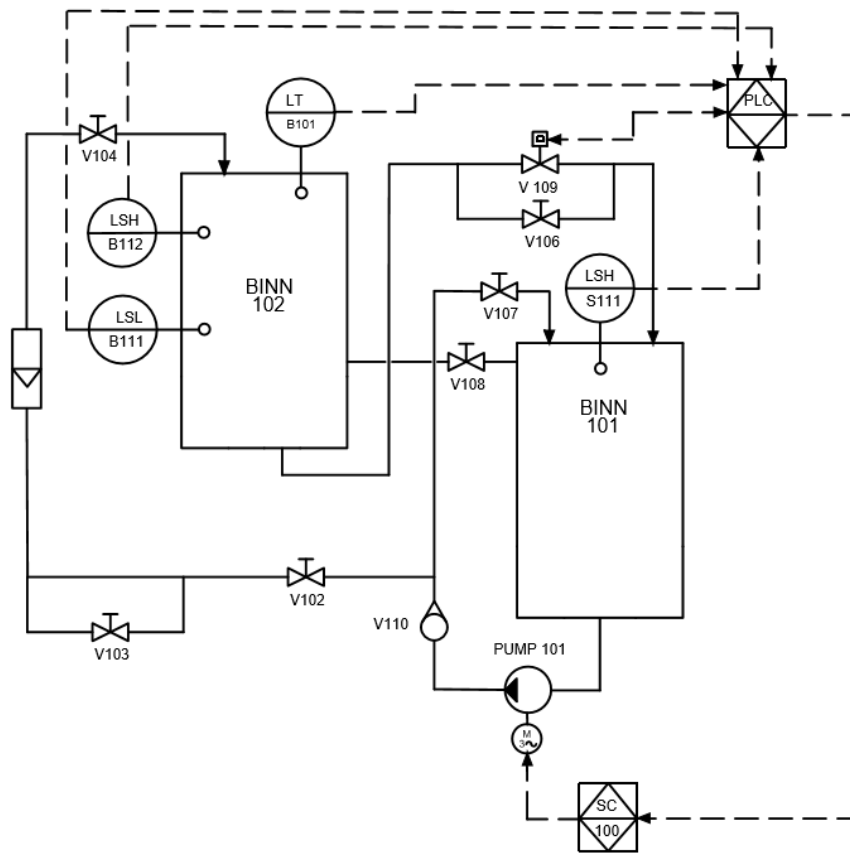 LT
B101
PLC
V104
D
V 109
LSH
B112
V106
LSH
S111
BINN
102
LSL
B111
V107
V108
BINN
101
V102
V110
V103
PUMP 101
M
3~
SC
100